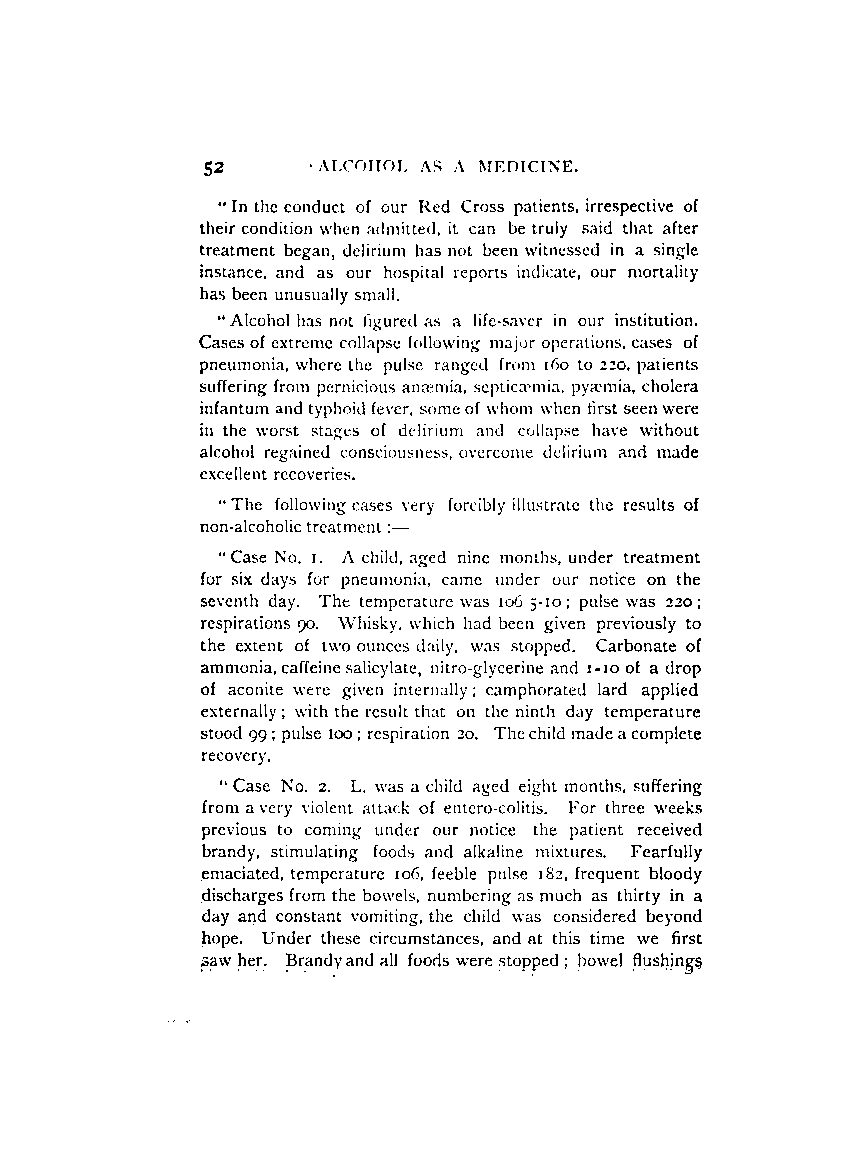 52 ALCOHOL AS A MEDICINE.
“In the conduct of our Red Cross patients, irrespective of
their condition when admitted, it can be truly said that after
treatment began, delirium has not been witnessed in a single
instance, and as our hospital reports indicate, our mortality
has been unusually small.
“Alcohol has not figured as a life-saver in our institution.
Cases of extreme collapse following major operations, cases of
pneumonia, where the pulse ranged from 160 to 220, patients
suffering from pernicious anæmia, septicæmia, pyæmia, cholera
infantum and typhoid fever, some of whom when first seen were
in the worst stages of delirium and collapse have without
alcohol regained consciousness, overcome delirium and made
excellent recoveries.
“The following cases very forcibly illustrate the results of
non-alcoholic treatment :—
“Case No. 1. A child, aged nine months, under treatment
for six days for pneumonia, came under our notice on the
seventh day. The temperature was 106 5-10 ; pulse was 220 ;
respirations 90. Whisky, which had been given previously to
the extent of two ounces daily, was stopped. Carbonate of
ammonia, caffeine salicylate, nitro-glycerine and 1-10 of a drop
of aconite were given internally ; camphorated lard applied
externally ; with the result that on the ninth day temperature
stood 99 ; pulse 100 ; respiration 20. The child made a complete
recovery.
“Case No. 2. L. was a child aged eight months, suffering
from a very violent attack of entero-colitis. For three weeks
previous to coming under our notice the patient received
brandy, stimulating foods and alkaline mixtures. Fearfully
emaciated, temperature 106, feeble pulse 182, frequent bloody
discharges from the bowels, numbering as much as thirty in a
day and constant vomiting, the child was considered beyond
hope. Under these circumstances, and at this time we first
saw her. Brandy and all foods were stopped ; bowel flushings